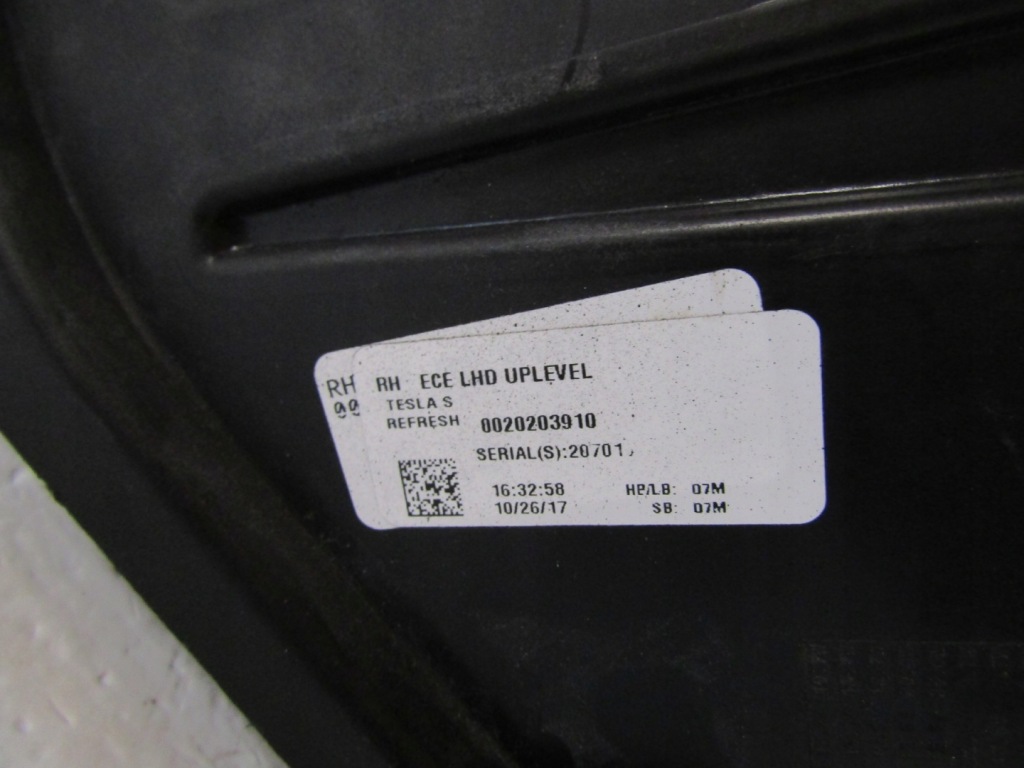 RH
RH ECE LHD UPLEVEL
TESLA S
REFRESH 0020203910
SERIAL(S):20701
16:32:58 HB/LB: 07M
10/26/17 SB: 07M